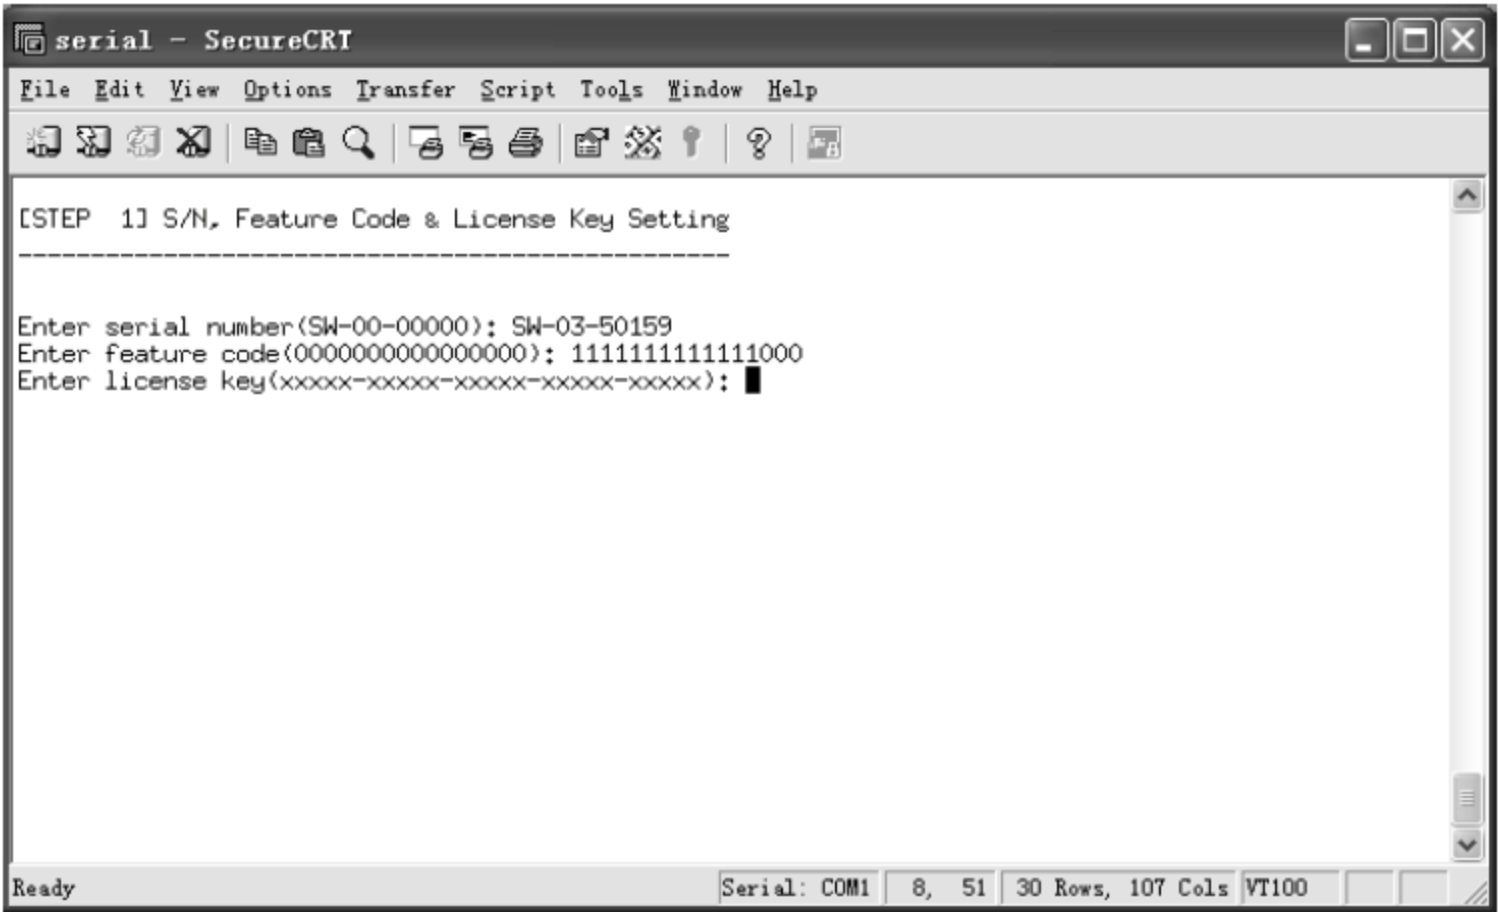 serial - SecureCRT
File Edit View Options Transfer Script Tools Window Help
[STEP  1] S/N, Feature Code & License Key Setting
-------------------------------------------------
Enter serial number(SW-00-00000): SW-03-50159
Enter feature code(0000000000000000): 1111111111111000
Enter license key(xxxxx-xxxxx-xxxxx-xxxxx-xxxxx):
Ready Serial: COM1 8, 51 30 Rows, 107 Cols VT100